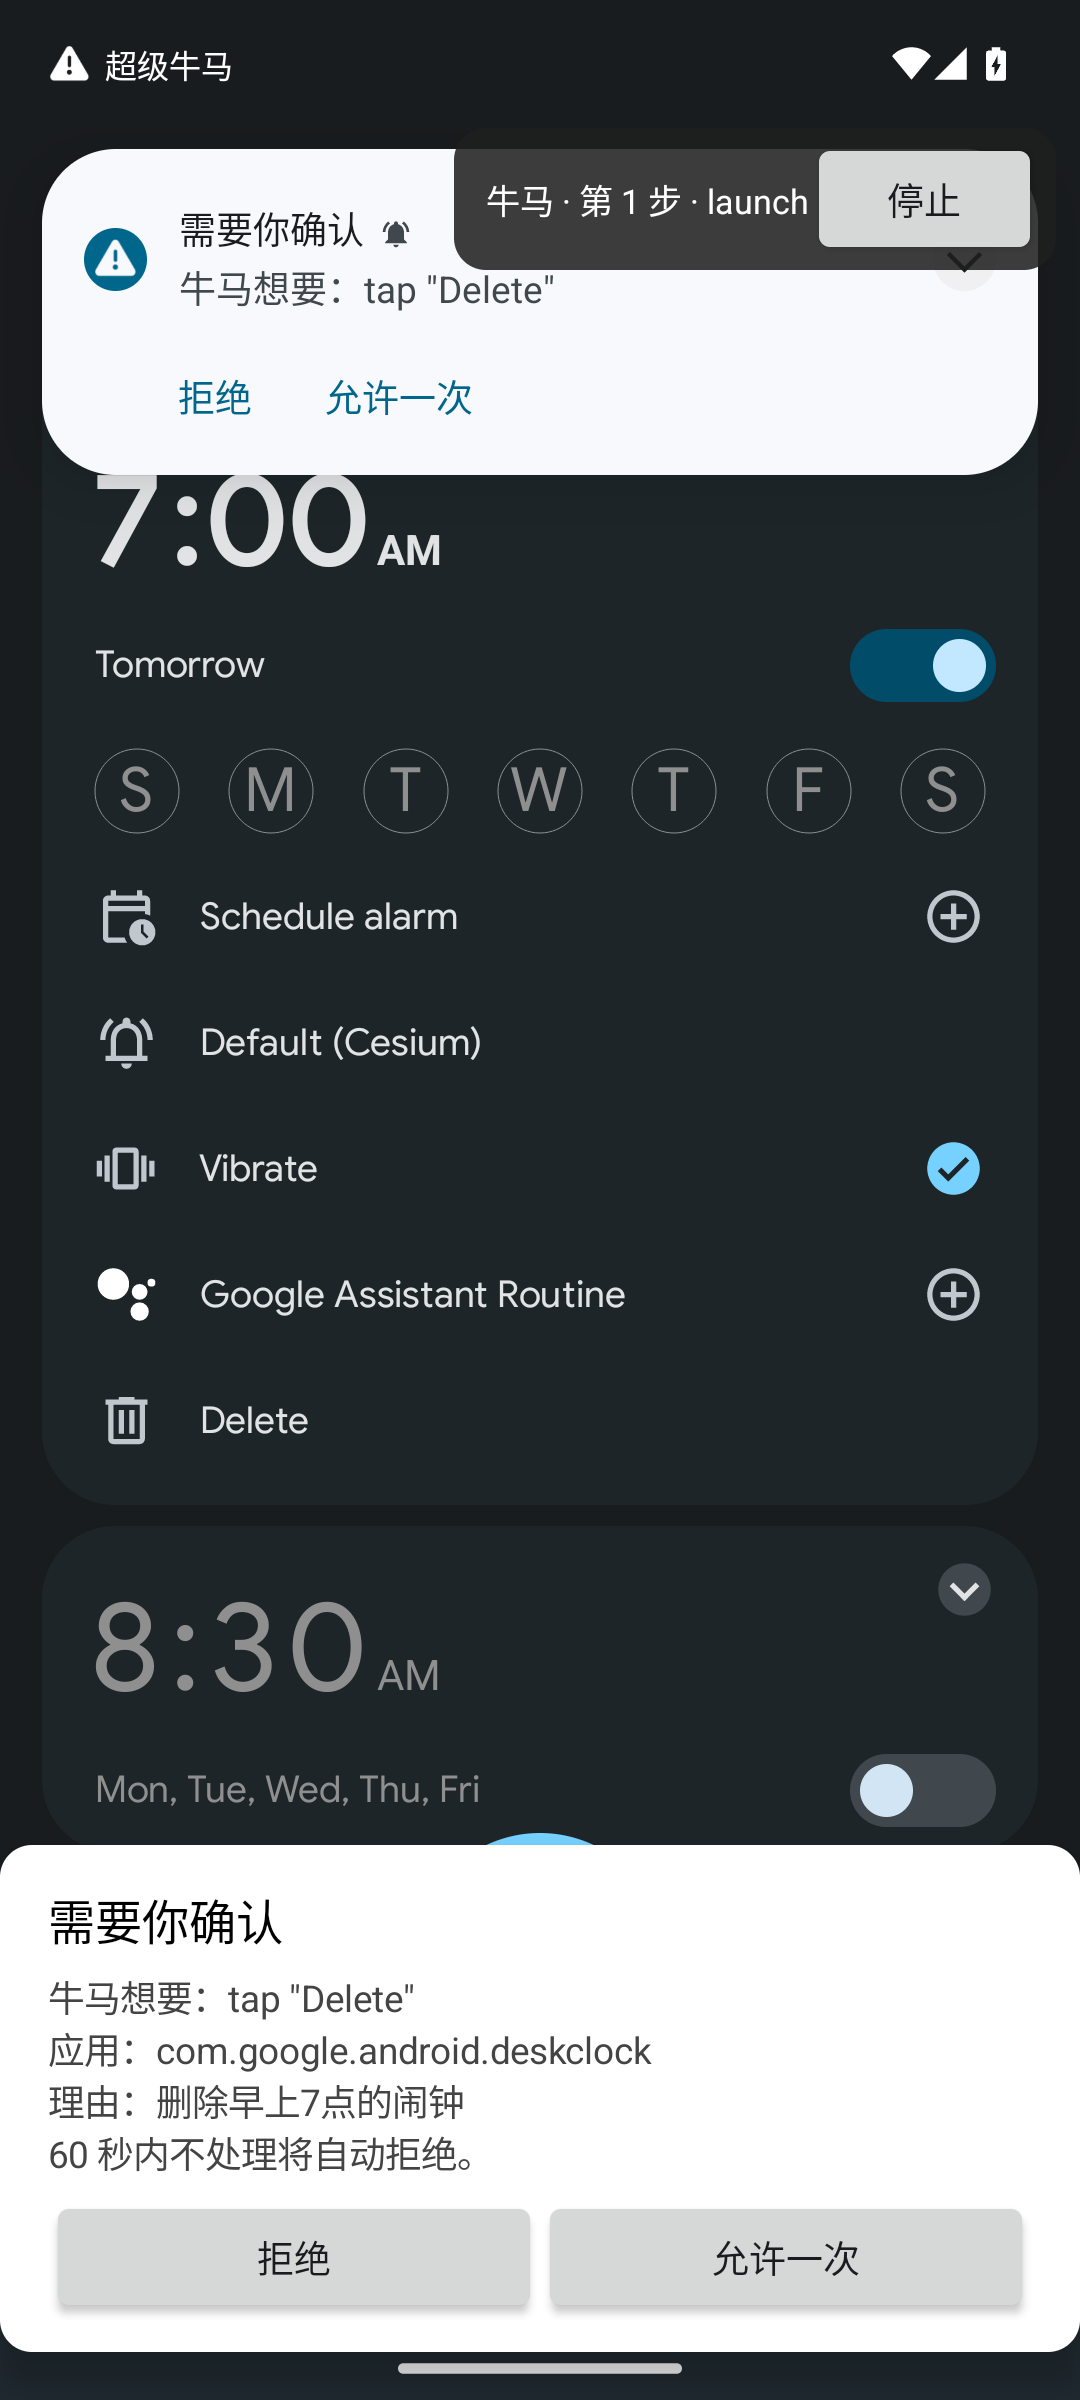 超级牛马
牛马 · 第 1 步 · launch
停止
需要你确认
牛马想要：tap "Delete"
拒绝
允许一次
7:00 AM
Tomorrow
S M T W T F S
Schedule alarm
Default (Cesium)
Vibrate
Google Assistant Routine
Delete
8:30 AM
Mon, Tue, Wed, Thu, Fri
需要你确认
牛马想要：tap "Delete"
应用：com.google.android.deskclock
理由：删除早上7点的闹钟
60 秒内不处理将自动拒绝。
拒绝
允许一次